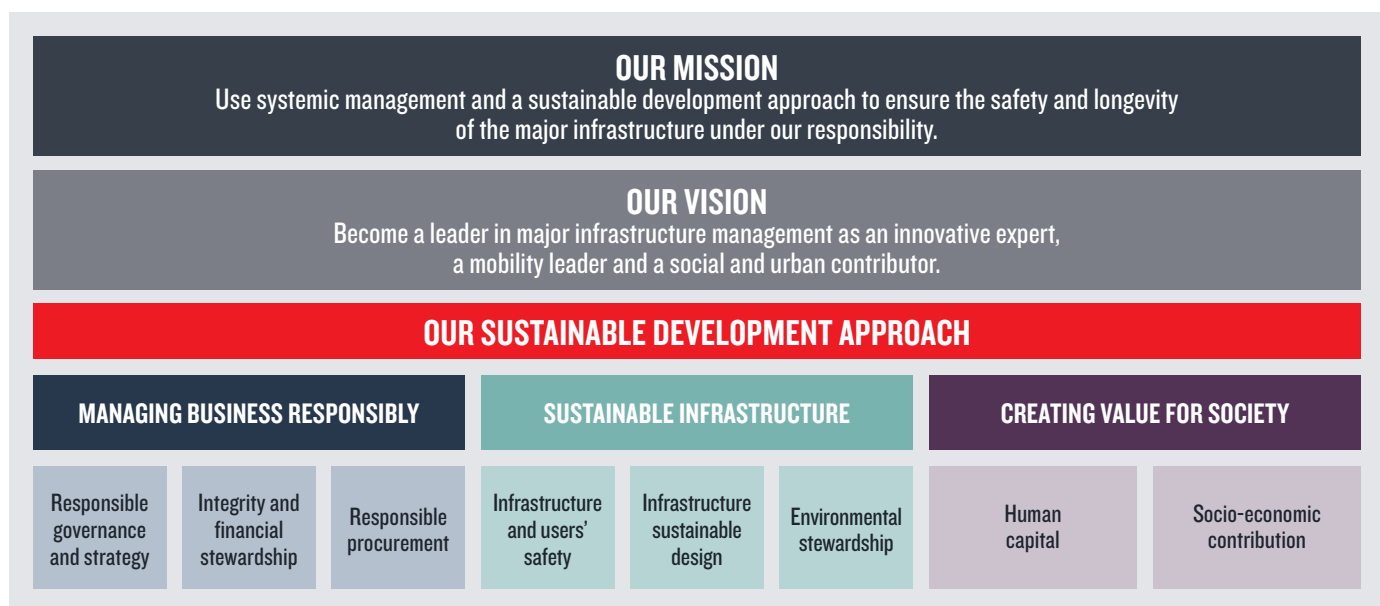 OUR MISSION
Use systemic management and a sustainable development approach to ensure the safety and longevity
of the major infrastructure under our responsibility.
OUR VISION
Become a leader in major infrastructure management as an innovative expert,
a mobility leader and a social and urban contributor.
OUR SUSTAINABLE DEVELOPMENT APPROACH
MANAGING BUSINESS RESPONSIBLY
Responsible
governance
and strategy
Integrity and
financial
stewardship
Responsible
procurement
SUSTAINABLE INFRASTRUCTURE
Infrastructure
and users’
safety
Infrastructure
sustainable
design
Environmental
stewardship
CREATING VALUE FOR SOCIETY
Human
capital
Socio-economic
contribution